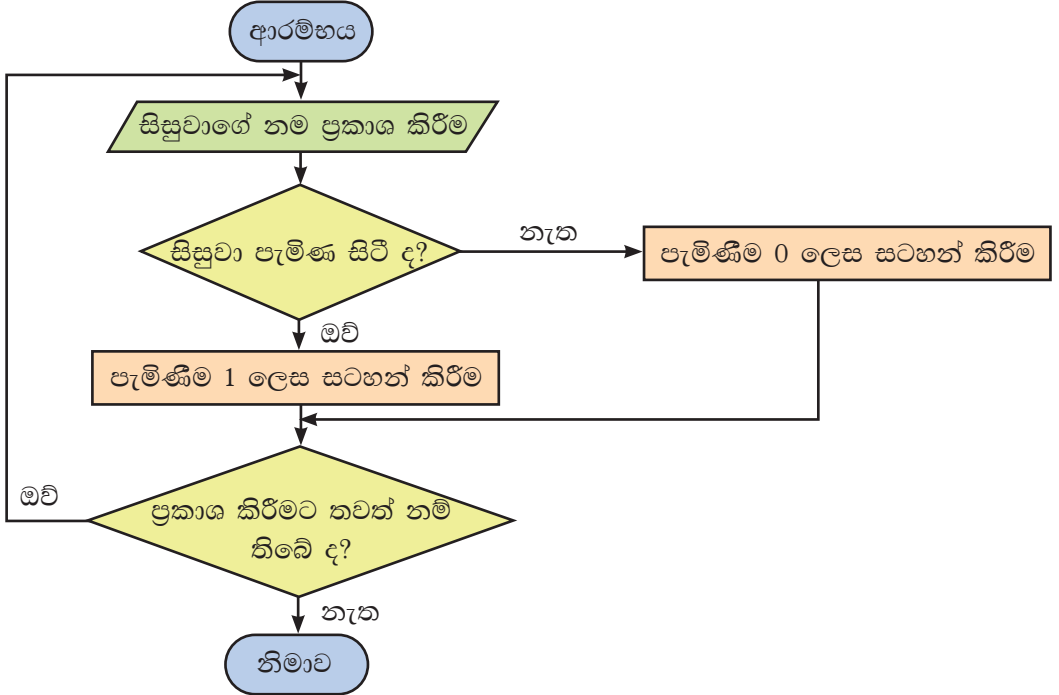 ආරම්භය
සිසුවාගේ නම ප්‍රකාශ කිරීම
සිසුවා පැමිණ සිටී ද?
නැත
පැමිණීම 0 ලෙස සටහන් කිරීම
ඔව්
පැමිණීම 1 ලෙස සටහන් කිරීම
ඔව්
ප්‍රකාශ කිරීමට තවත් නම්
තිබේ ද?
නැත
නිමාව